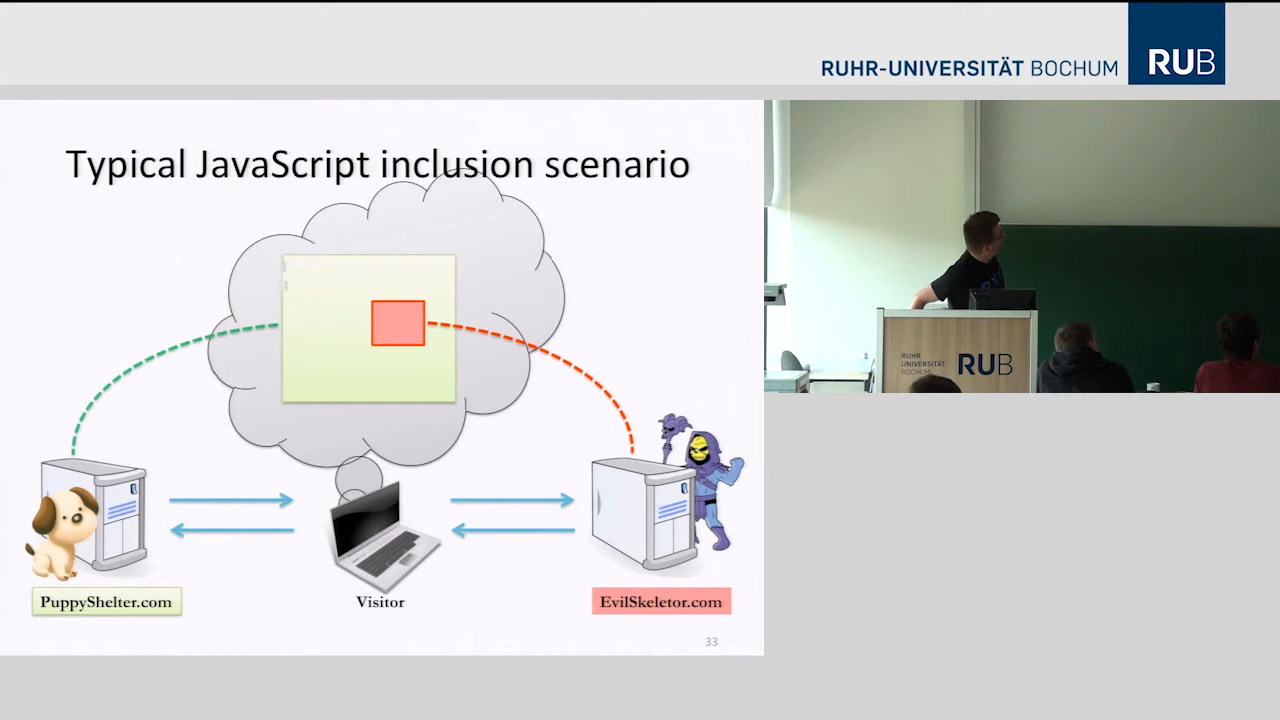 RUHR-UNIVERSITÄT BOCHUM
RUB
Typical JavaScript inclusion scenario
PuppyShelter.com
Visitor
EvilSkeletor.com
33
RUHR
UNIVERSITÄT
BOCHUM
RUB